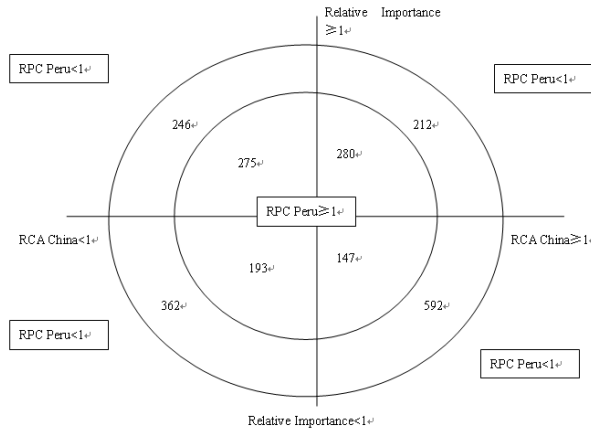 Relative Importance
≥1↵
RPC Peru<1↵
RPC Peru<1↵
246↵
212↵
275↵
280↵
RPC Peru≥1↵
RCA China<1↵
RCA China≥1↵
193↵
147↵
362↵
592↵
RPC Peru<1↵
RPC Peru<1↵
Relative Importance<1↵